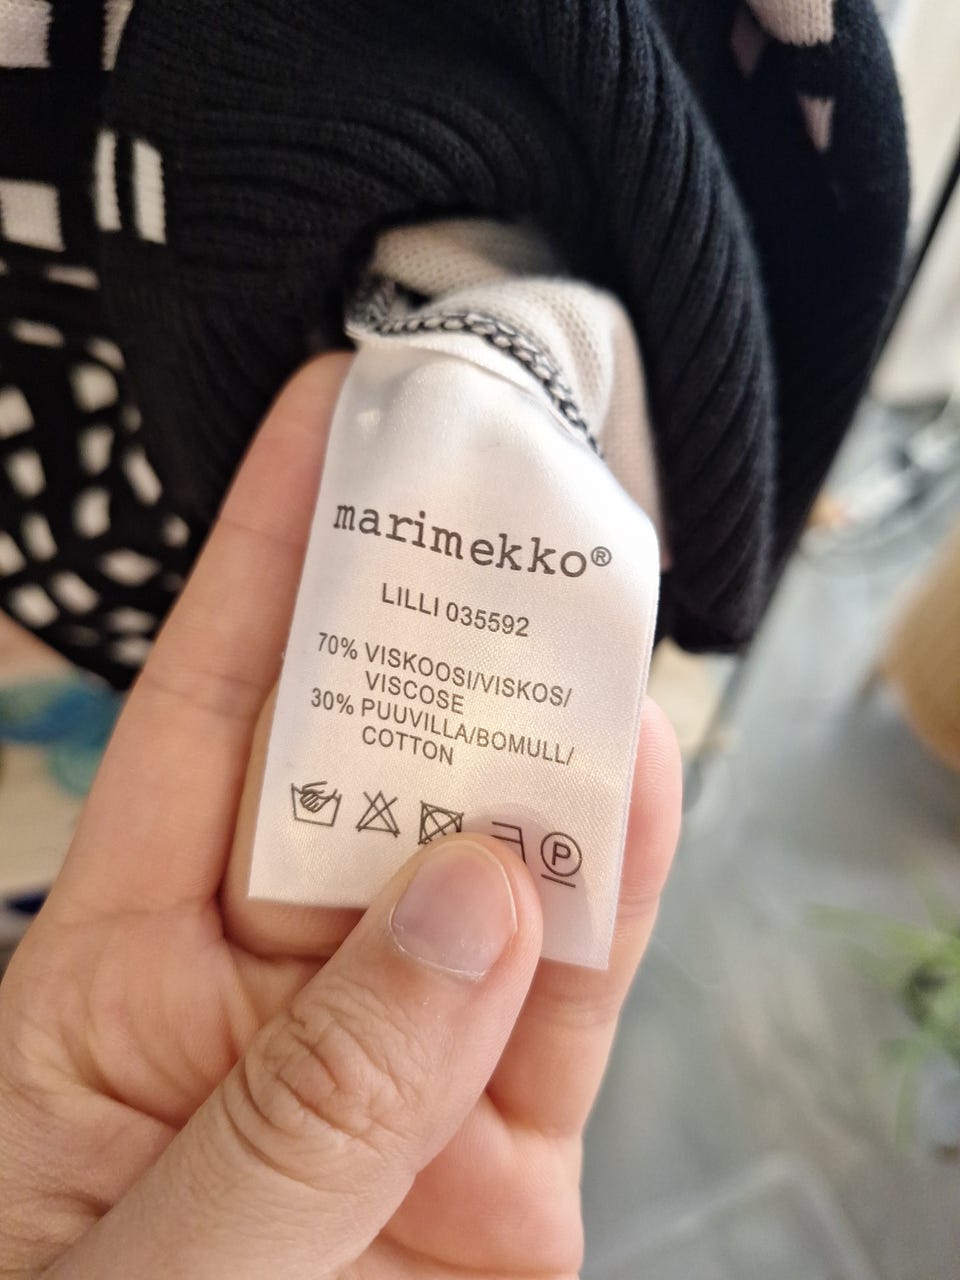 marimekko®
LILLI 035592
70% VISKOOSI/VISKOS/
VISCOSE
30% PUUVILLA/BOMULL/
COTTON
P